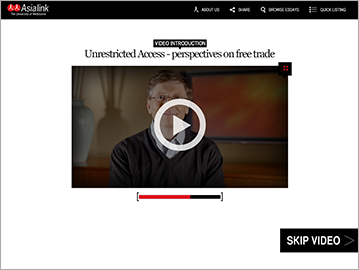 Asialink
The University of Melbourne
ABOUT US
SHARE
BROWSE ESSAYS
QUICK LISTING
VIDEO INTRODUCTION
Unrestricted Access - perspectives on free trade
SKIP VIDEO